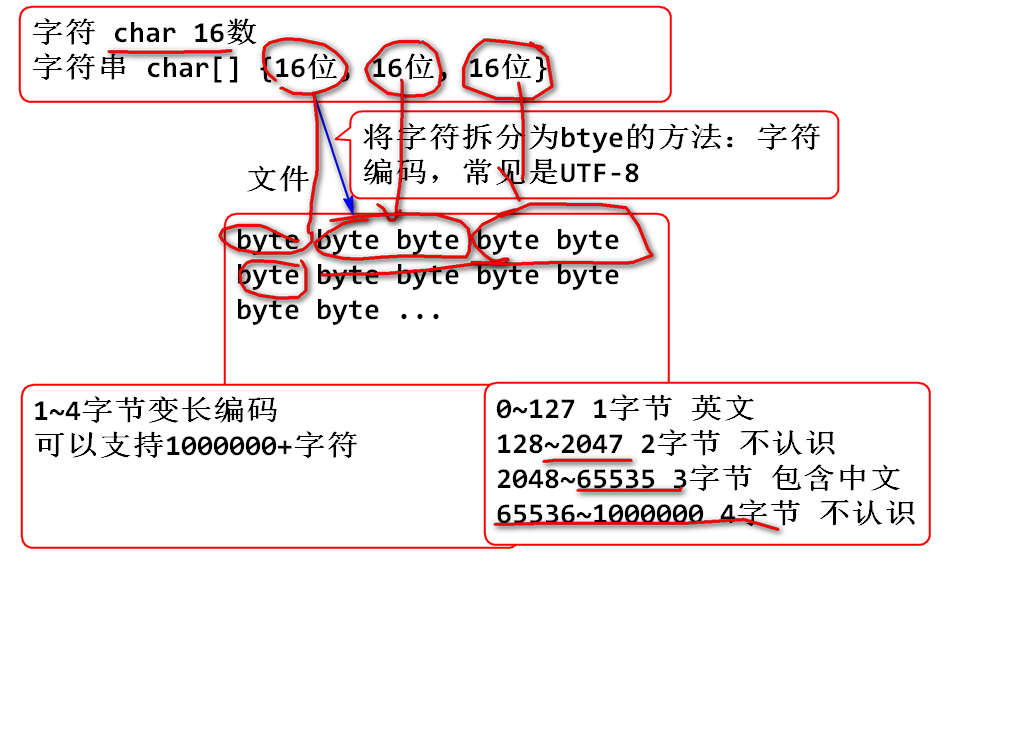 字符 char 16数
字符串 char[] {16位, 16位, 16位}
将字符拆分为btye的方法：字符
编码，常见是UTF-8
文件
byte byte byte byte byte
byte byte byte byte byte
byte byte ...
1~4字节变长编码
可以支持1000000+字符
0~127 1字节 英文
128~2047 2字节 不认识
2048~65535 3字节 包含中文
65536~1000000 4字节 不认识